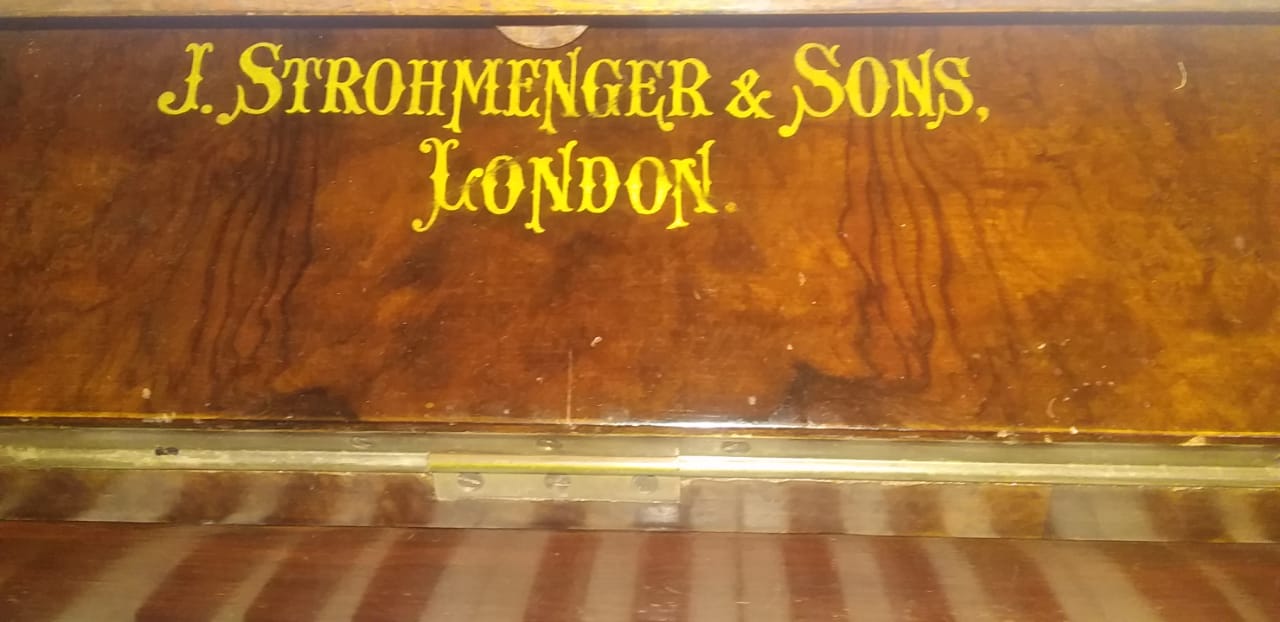 J. STROHMENGER & SONS,
LONDON.